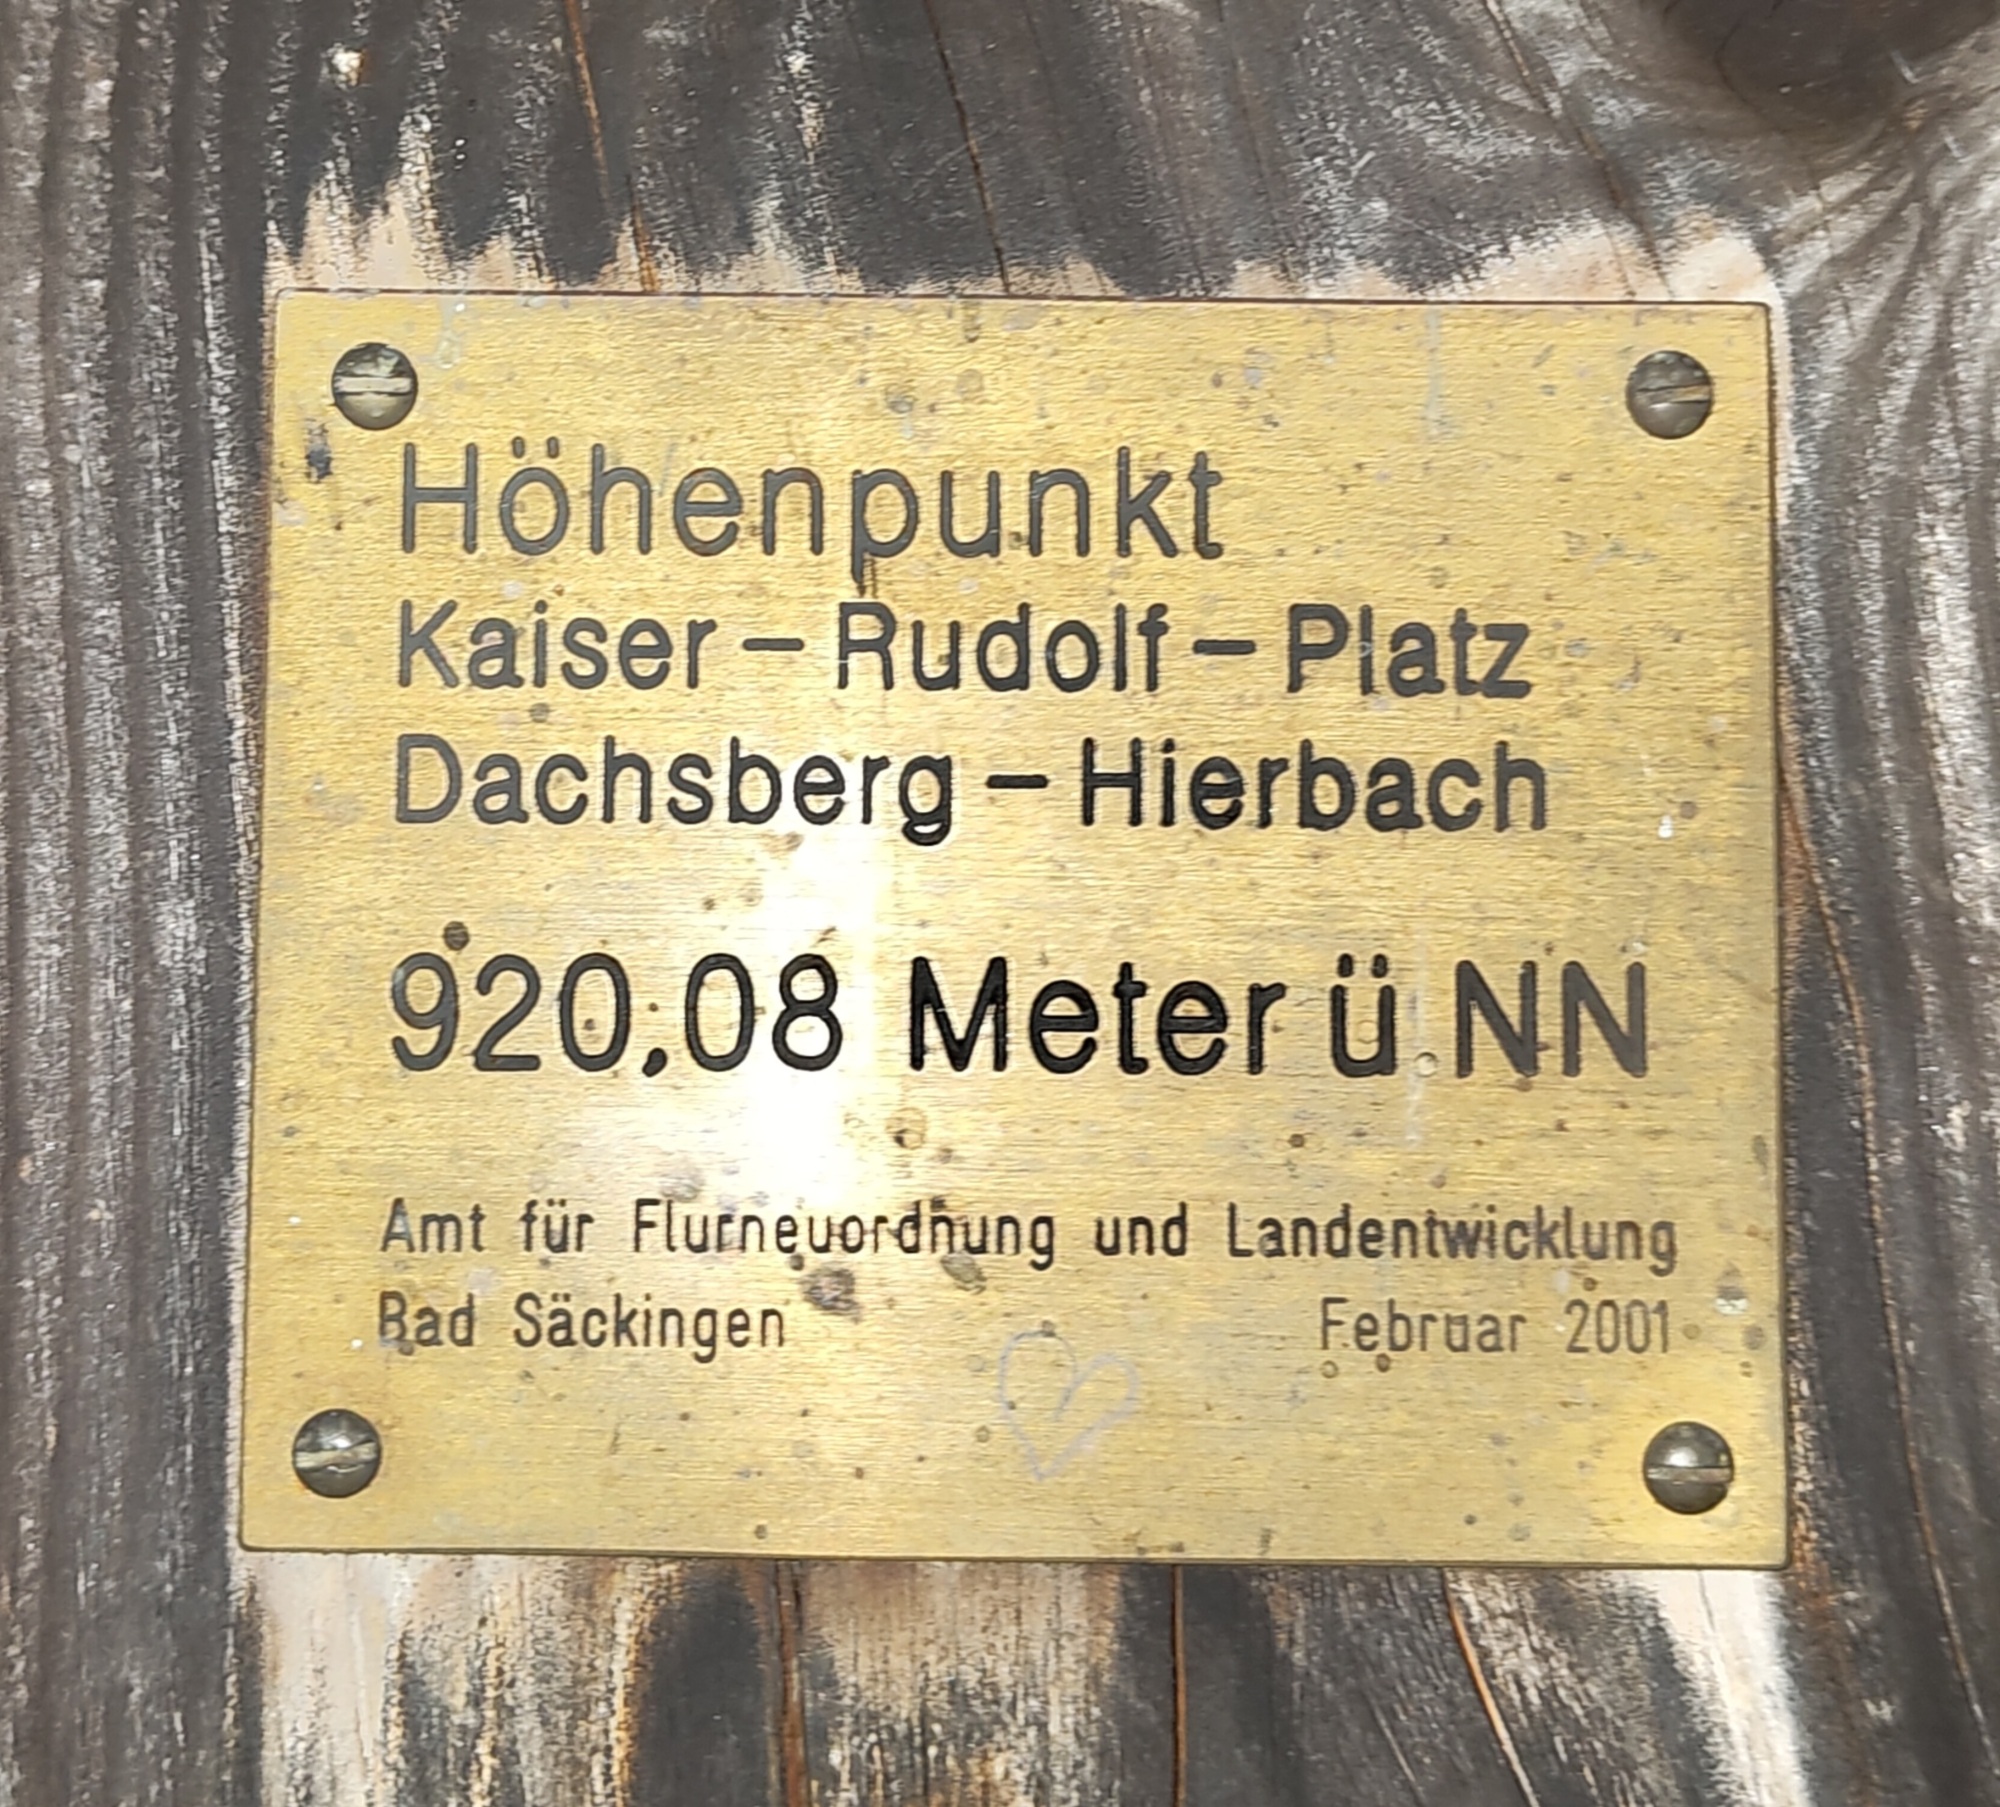 Höhenpunkt
Kaiser – Rudolf – Platz
Dachsberg – Hierbach
920,08 Meter ü NN
Amt für Flurneuordnung und Landentwicklung
Bad Säckingen Februar 2001